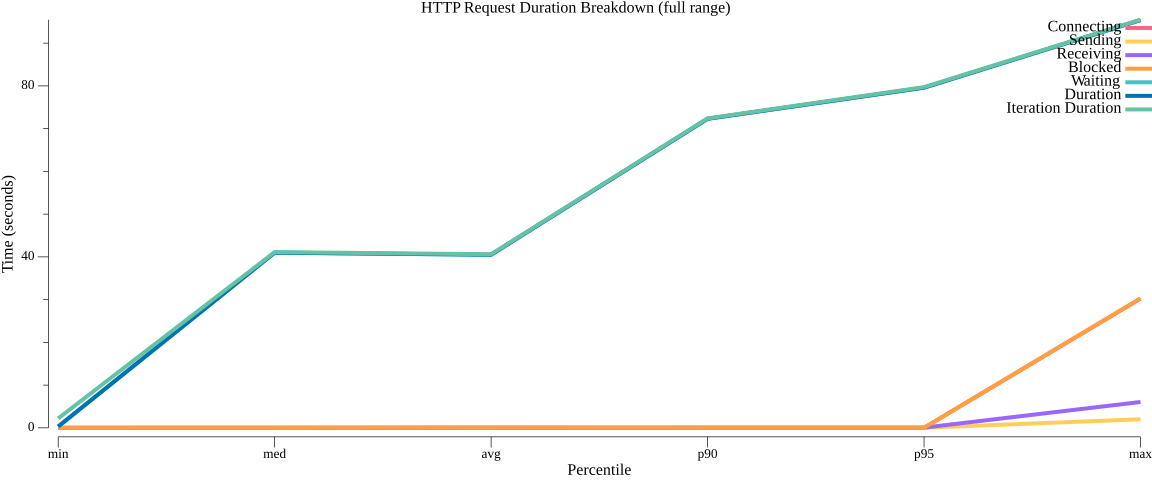 HTTP Request Duration Breakdown (full range)
Connecting
Sending
Receiving
Blocked
Waiting
Duration
Iteration Duration
80
40
0
Time (seconds)
min med avg p90 p95 max
Percentile